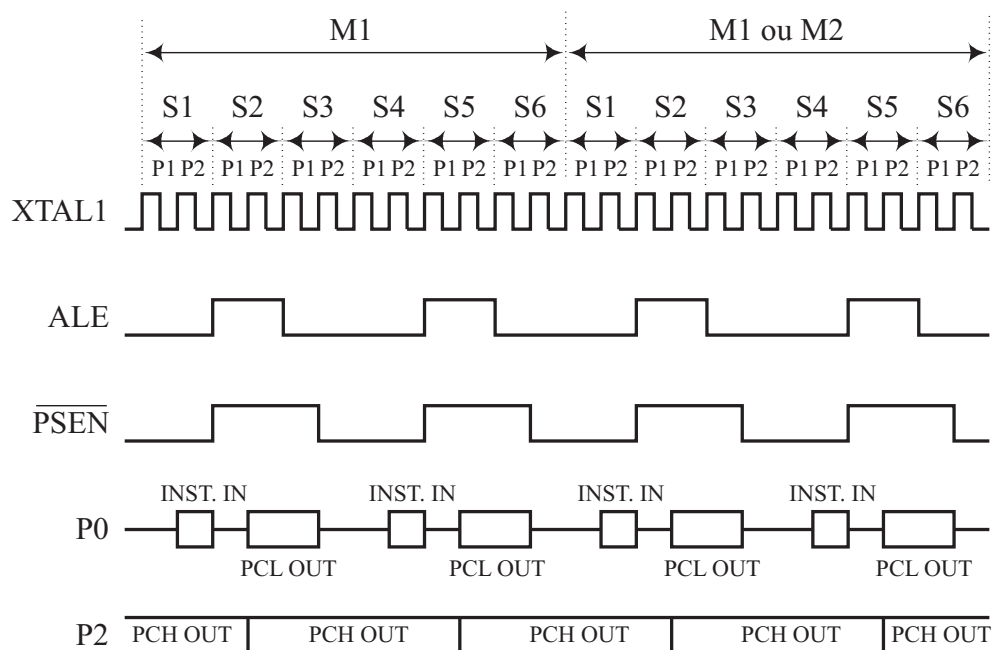 M1 M1 ou M2
S1 S2 S3 S4 S5 S6 S1 S2 S3 S4 S5 S6
P1 P2 P1 P2 P1 P2 P1 P2 P1 P2 P1 P2 P1 P2 P1 P2 P1 P2 P1 P2 P1 P2 P1 P2
XTAL1
ALE
PSEN
INST. IN INST. IN INST. IN INST. IN
P0
PCL OUT PCL OUT PCL OUT PCL OUT
P2 PCH OUT PCH OUT PCH OUT PCH OUT PCH OUT